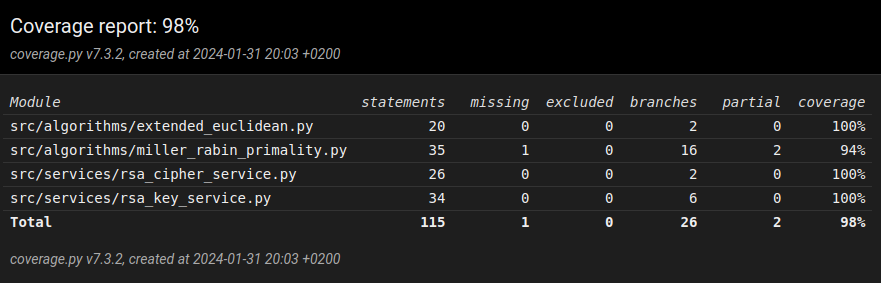 Coverage report: 98%
coverage.py v7.3.2, created at 2024-01-31 20:03 +0200
Module statements missing excluded branches partial coverage
src/algorithms/extended_euclidean.py 20 0 0 2 0 100%
src/algorithms/miller_rabin_primality.py 35 1 0 16 2 94%
src/services/rsa_cipher_service.py 26 0 0 2 0 100%
src/services/rsa_key_service.py 34 0 0 6 0 100%
Total 115 1 0 26 2 98%
coverage.py v7.3.2, created at 2024-01-31 20:03 +0200